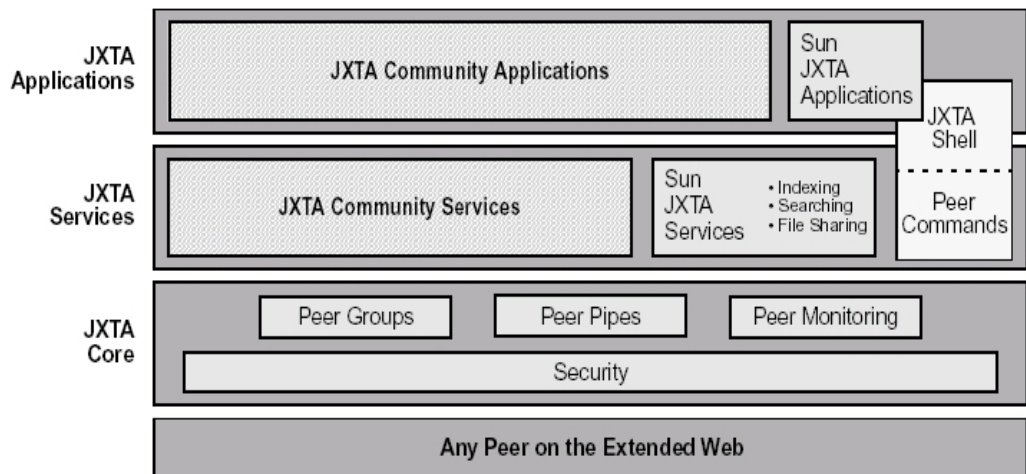 JXTA
Applications
JXTA Community Applications
Sun
JXTA
Applications
JXTA
Shell
JXTA
Services
JXTA Community Services
Sun
JXTA
Services
• Indexing
• Searching
• File Sharing
Peer
Commands
JXTA
Core
Peer Groups
Peer Pipes
Peer Monitoring
Security
Any Peer on the Extended Web